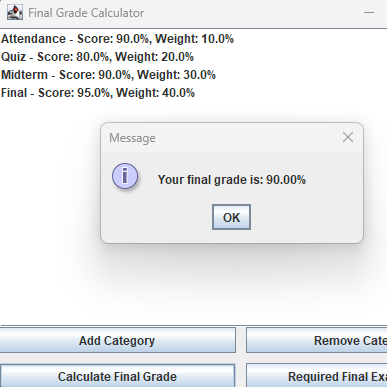 Final Grade Calculator
Attendance - Score: 90.0%, Weight: 10.0%
Quiz - Score: 80.0%, Weight: 20.0%
Midterm - Score: 90.0%, Weight: 30.0%
Final - Score: 95.0%, Weight: 40.0%
Message
Your final grade is: 90.00%
OK
Add Category
Remove Cate
Calculate Final Grade
Required Final Exa